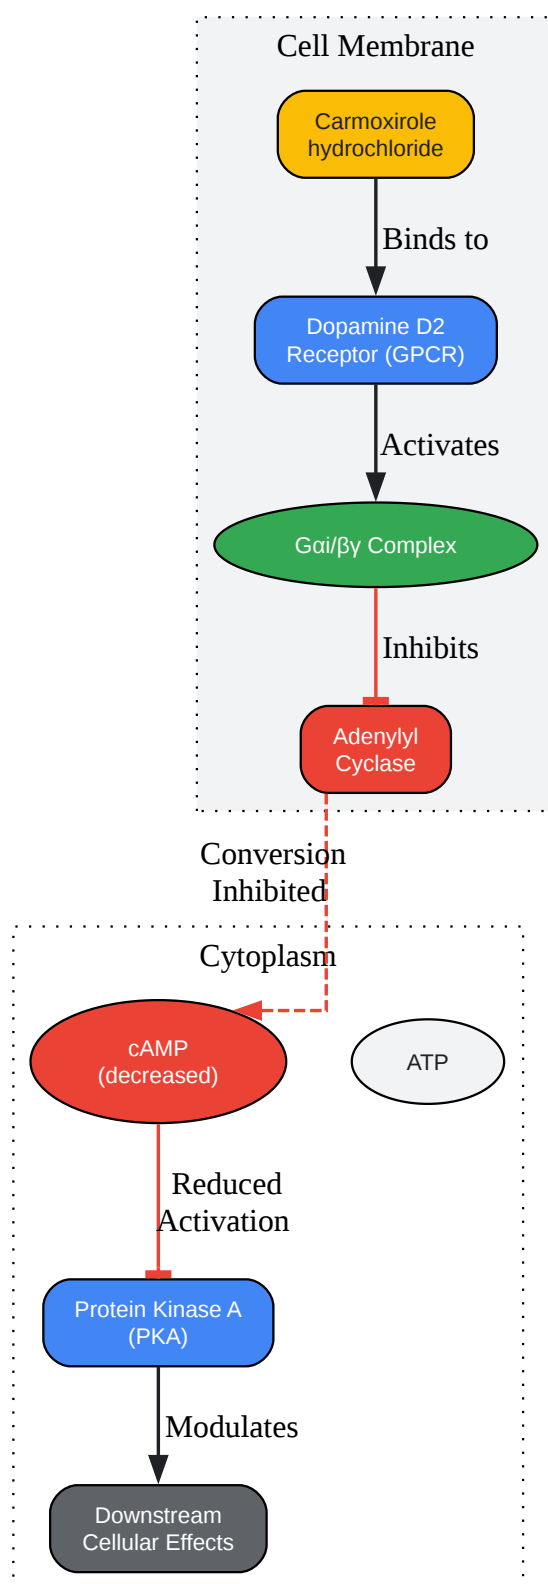 Cell Membrane
Carmoxirole
hydrochloride
Binds to
Dopamine D2
Receptor (GPCR)
Activates
Gαi/βγ Complex
Inhibits
Adenylyl
Cyclase
Conversion
Inhibited
Cytoplasm
cAMP
(decreased)
ATP
Reduced
Activation
Protein Kinase A
(PKA)
Modulates
Downstream
Cellular Effects